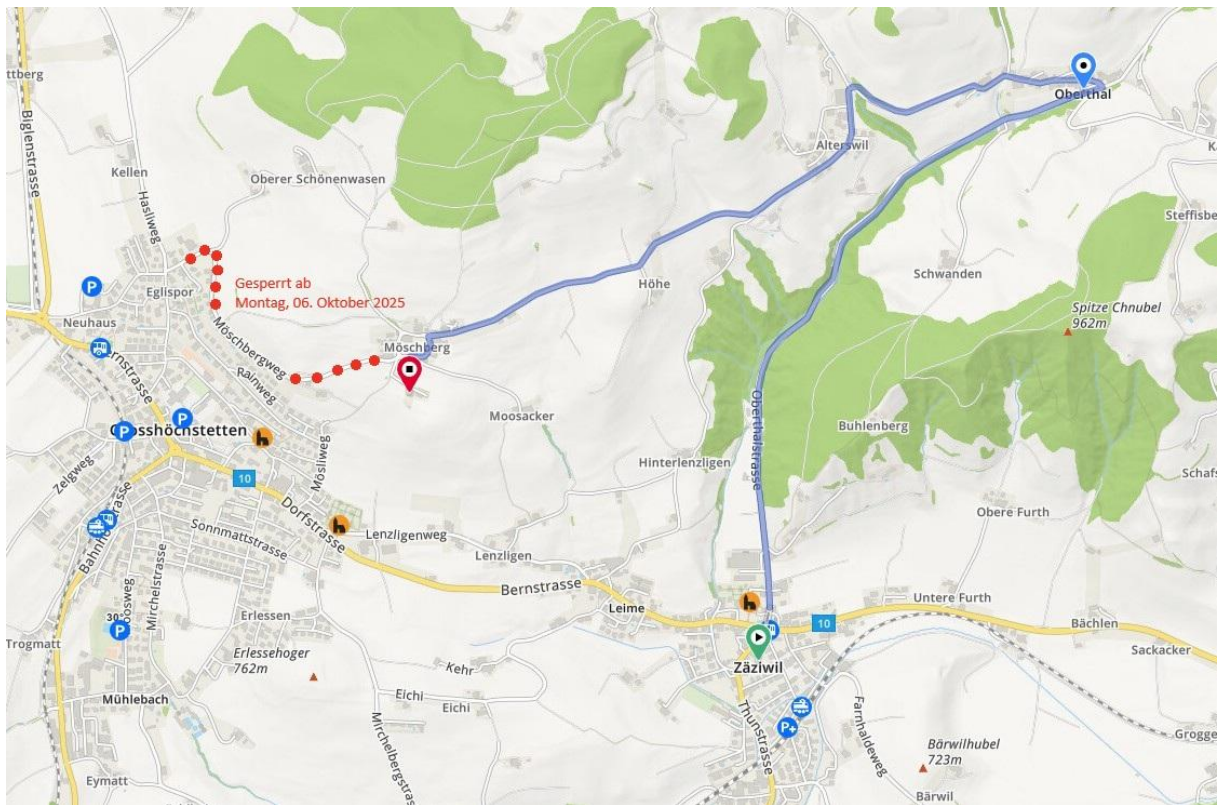 ttberg
Biglenstrasse
Kellen
Hasliweg
Oberer Schönenwasen
Oberthal
Alterswil
Steffisbe
Schwanden
Höhe
Gesperrt ab
Montag, 06. Oktober 2025
Eglispor
P
Neuhaus
Möschbergweg
Möschberg
Spitze Chnubel
962m
Rainweg
Moosacker
P
P
Mösliweg
Oberthalstrasse
Buhlenberg
Zelgweg
10
Hinterlenzligen
Schafs
Dorfstrasse
Sonnmattstrasse
Lenzligenweg
Lenzligen
Obere Furth
Bernstrasse
Mirchelstrasse
Leime
Untere Furth
10
Bächlen
Sackacker
30
P
Erlessen
Trogmatt
Erlessehoger
762m
Kehr
Zäziwil
Mühlebach
Eichi
Eichi
P+
Thunstrasse
Farnhaldeweg
Grogge
Bärwilhubel
723m
Eymatt
Bärwil